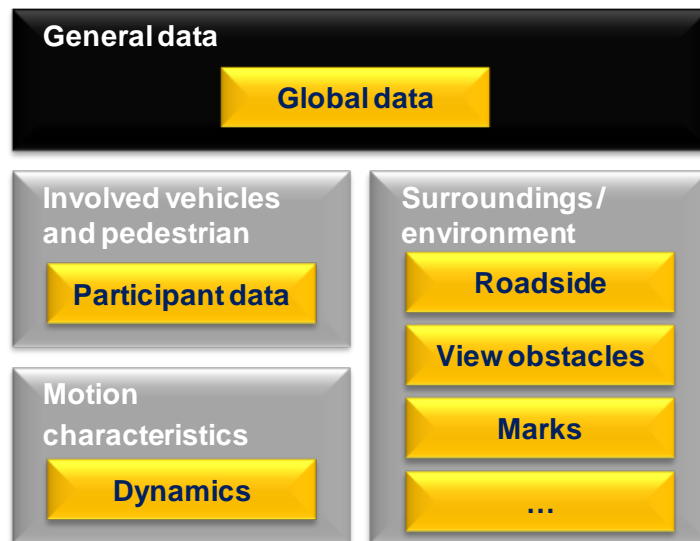 General data
Global data
Involved vehicles
and pedestrian
Participant data
Motion
characteristics
Dynamics
Surroundings/
environment
Roadside
View obstacles
Marks
...